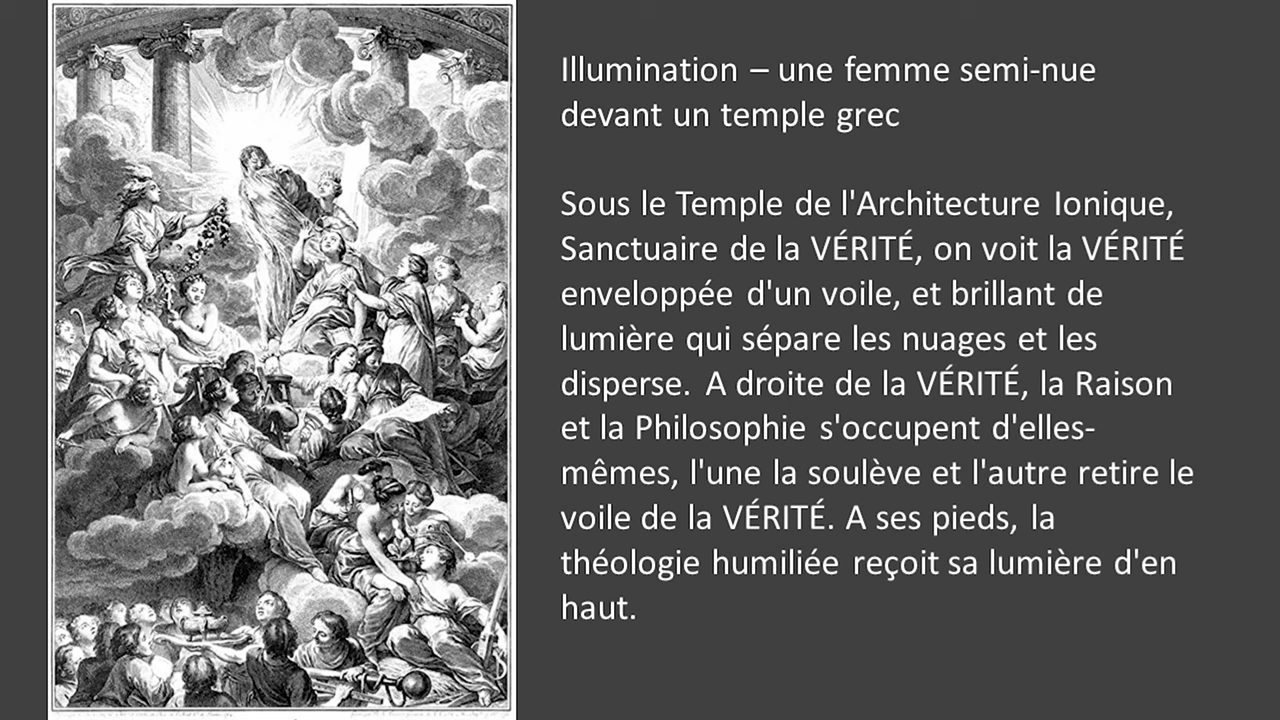 Illumination – une femme semi-nue
devant un temple grec
Sous le Temple de l'Architecture Ionique,
Sanctuaire de la VÉRITÉ, on voit la VÉRITÉ
enveloppée d'un voile, et brillant de
lumière qui sépare les nuages et les
disperse. A droite de la VÉRITÉ, la Raison
et la Philosophie s'occupent d'elles-
mêmes, l'une la soulève et l'autre retire le
voile de la VÉRITÉ. A ses pieds, la
théologie humiliée reçoit sa lumière d'en
haut.